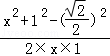 x²+1²-(√2/2)²
2×x×1